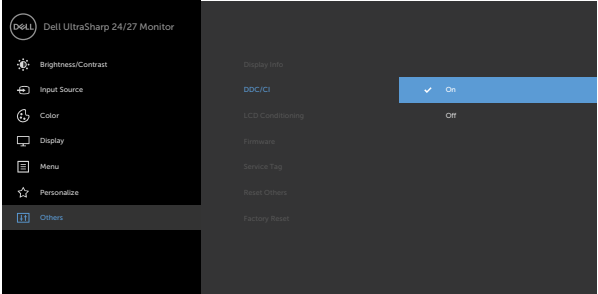 DELL
Dell UltraSharp 24/27 Monitor
Brightness/Contrast
Input Source
Color
Display
Menu
Personalize
Others
Display Info
DDC/CI
LCD Conditioning
Firmware
Service Tag
Reset Others
Factory Reset
On
Off